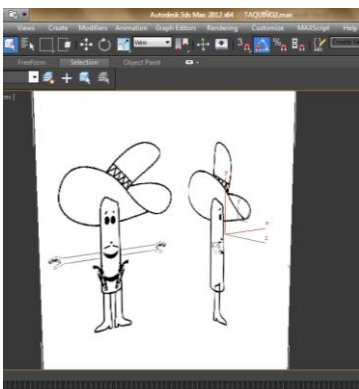 Autodesk 3ds Max 2012 x64    TAQUIÑO2.max
Views Create Modifiers Animation Graph Editors Rendering Customize MAXScript Help
View
3
Freeform Selection Object Paint
y
x
z